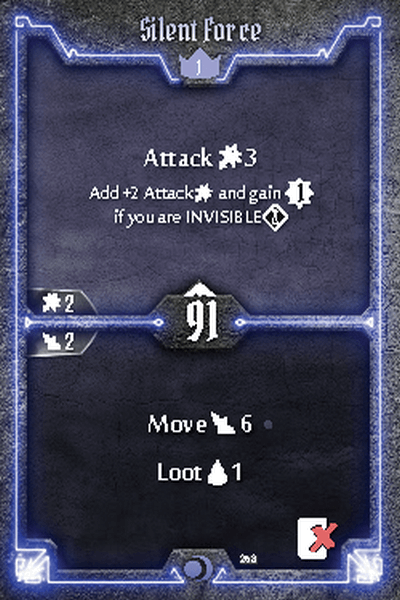 Silent Force
1
Attack 3
Add +2 Attack and gain 1
if you are INVISIBLE
2
91
2
Move 6
Loot 1